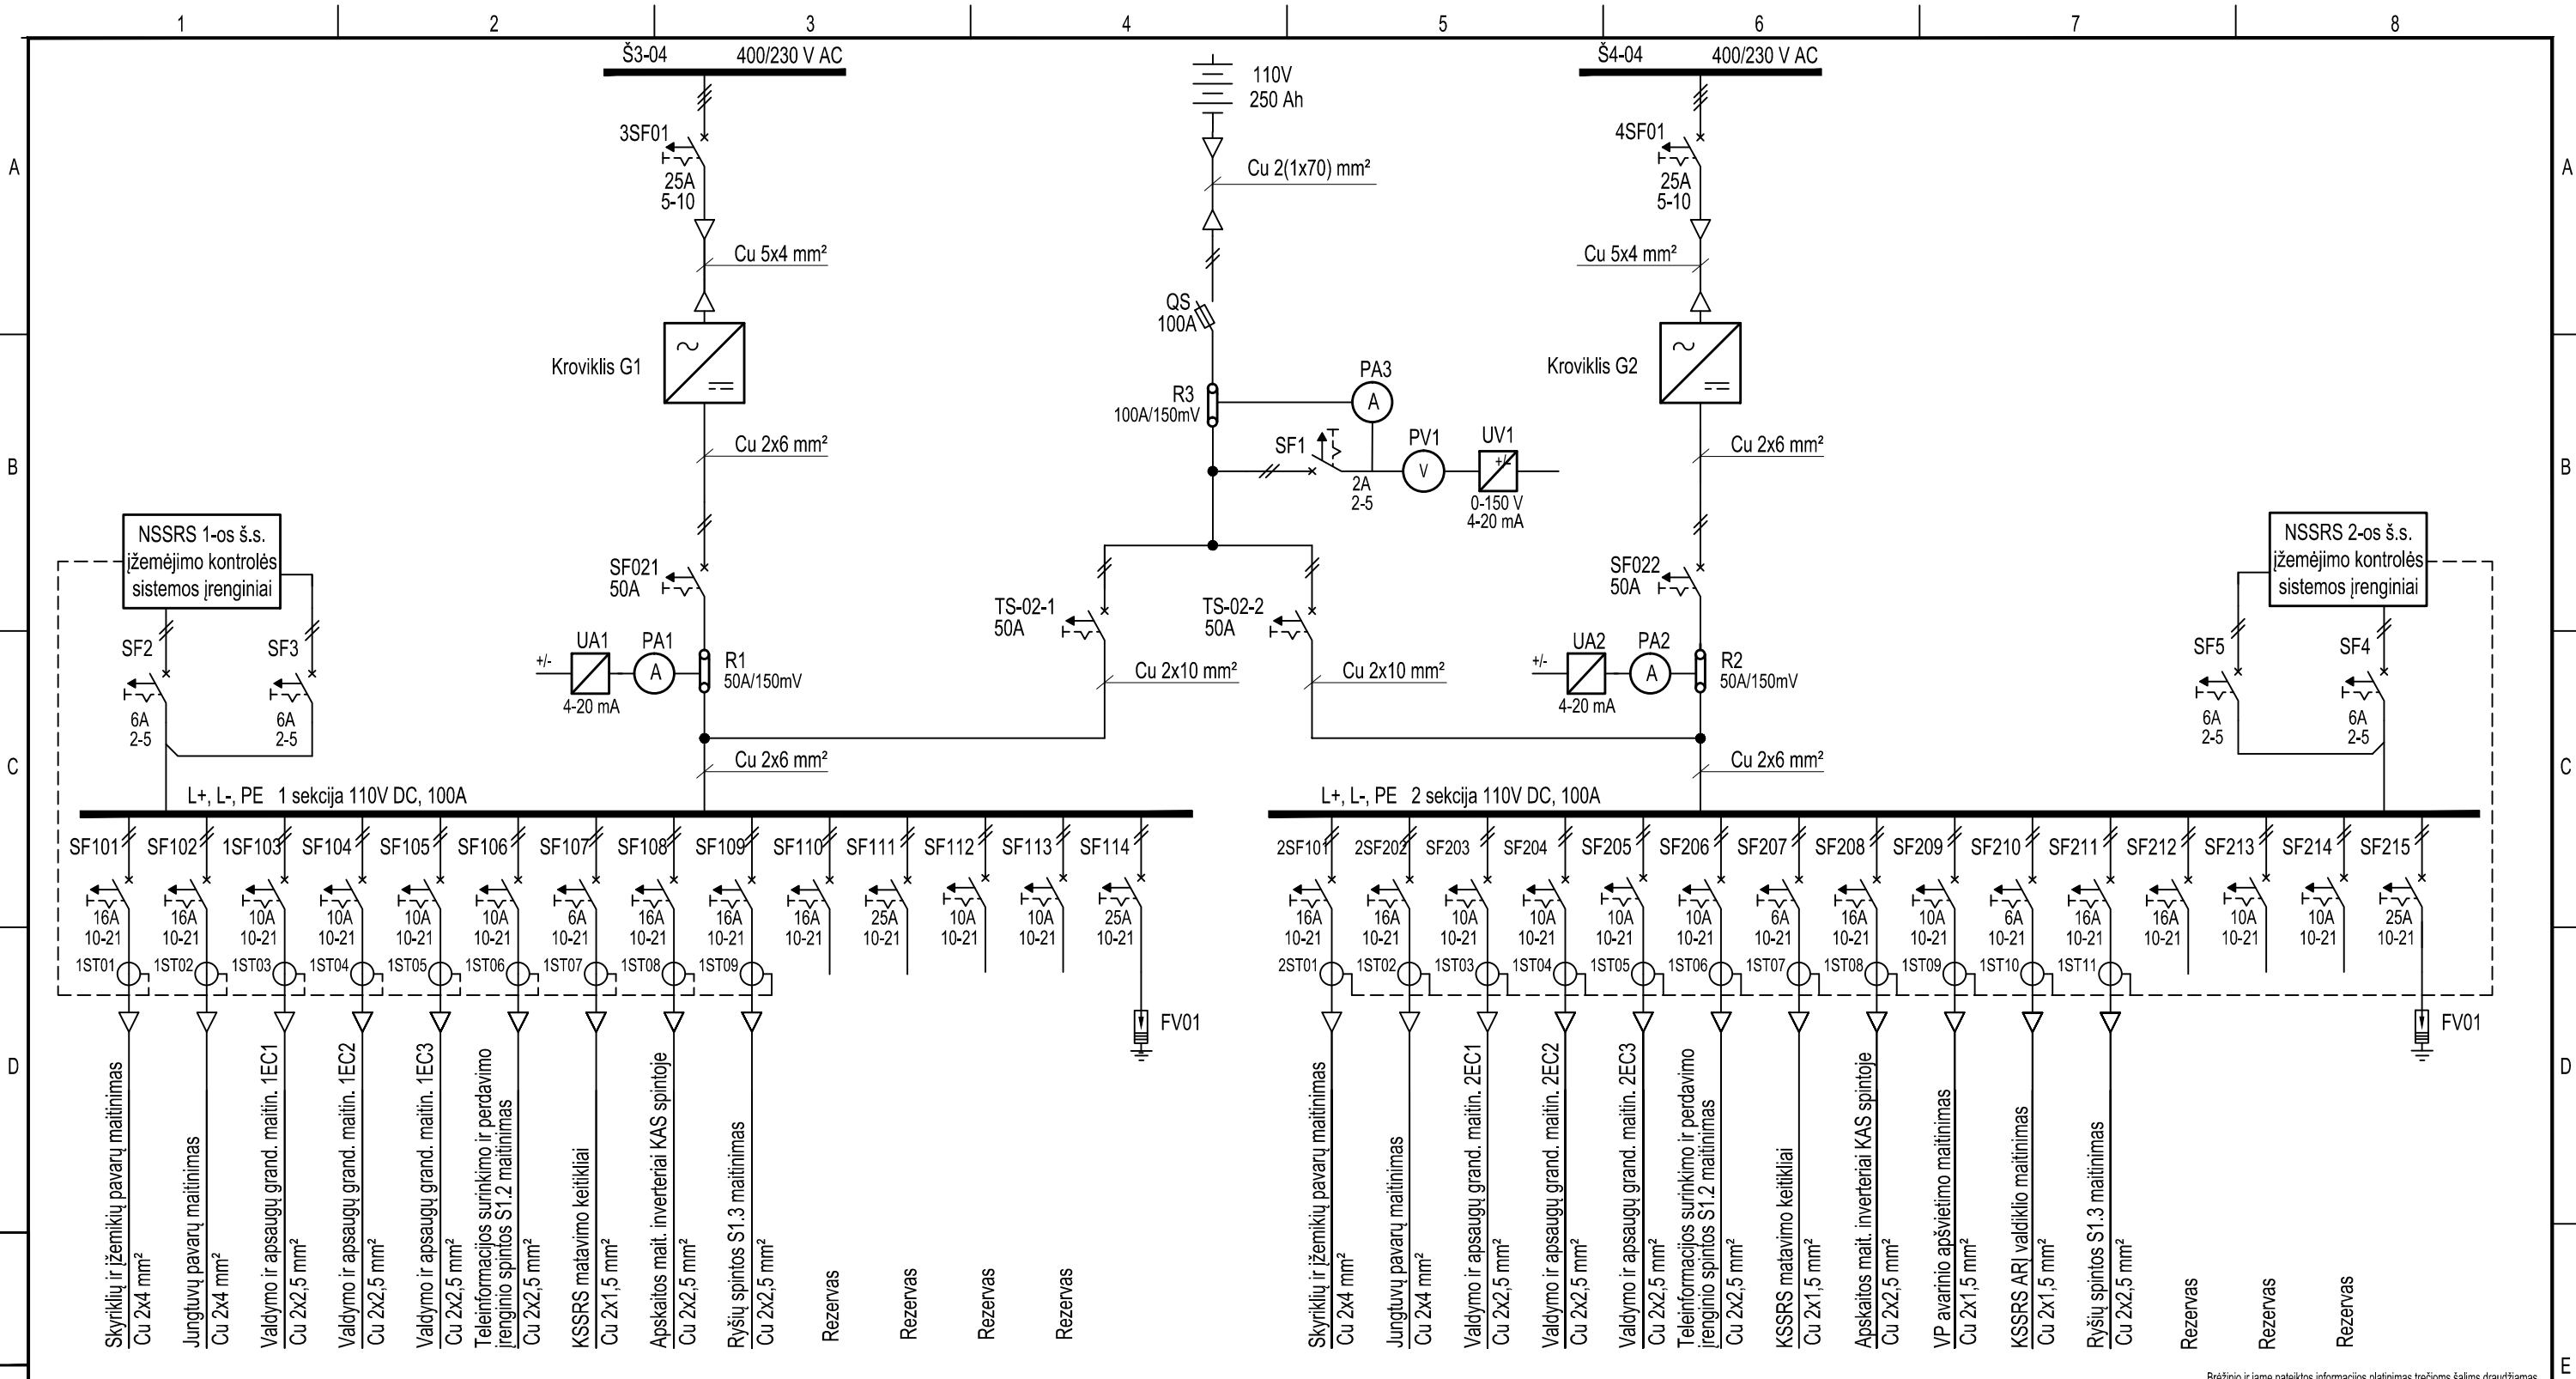 1 2 3 4 5 6 7 8
Š3-04 400/230 V AC
Š4-04 400/230 V AC
110V
250 Ah
3SF01
25A
5-10
4SF01
25A
5-10
A
A
Cu 2(1x70) mm²
Cu 5x4 mm²
Cu 5x4 mm²
QS
100A
Kroviklis G1
Kroviklis G2
R3
100A/150mV
PA3
A
SF1
2A
2-5
PV1
V
UV1
+/-
0-150 V
4-20 mA
Cu 2x6 mm²
Cu 2x6 mm²
B
B
NSSRS 1-os š.s.
įžemėjimo kontrolės
sistemos įrenginiai
NSSRS 2-os š.s.
įžemėjimo kontrolės
sistemos įrenginiai
SF021
50A
SF022
50A
TS-02-1
50A
TS-02-2
50A
SF2
6A
2-5
SF3
6A
2-5
SF5
6A
2-5
SF4
6A
2-5
+/-
UA1
4-20 mA
PA1
A
R1
50A/150mV
+/-
UA2
4-20 mA
PA2
A
R2
50A/150mV
Cu 2x10 mm²
Cu 2x10 mm²
Cu 2x6 mm²
Cu 2x6 mm²
C
C
L+, L-, PE 1 sekcija 110V DC, 100A
L+, L-, PE 2 sekcija 110V DC, 100A
SF101 SF102 1SF103 SF104 SF105 SF106 SF107 SF108 SF109 SF110 SF111 SF112 SF113 SF114
16A 16A 10A 10A 10A 10A 6A 16A 16A 16A 25A 10A 10A 25A
10-21 10-21 10-21 10-21 10-21 10-21 10-21 10-21 10-21 10-21 10-21 10-21 10-21 10-21
1ST01 1ST02 1ST03 1ST04 1ST05 1ST06 1ST07 1ST08 1ST09
2SF101 2SF202 SF203 SF204 SF205 SF206 SF207 SF208 SF209 SF210 SF211 SF212 SF213 SF214 SF215
16A 16A 10A 10A 10A 10A 6A 16A 10A 6A 16A 16A 10A 10A 25A
10-21 10-21 10-21 10-21 10-21 10-21 10-21 10-21 10-21 10-21 10-21 10-21 10-21 10-21 10-21
2ST01 1ST02 1ST03 1ST04 1ST05 1ST06 1ST07 1ST08 1ST09 1ST10 1ST11
FV01
FV01
D
D
Skyriklių ir įžemiklių pavarų maitinimas
Cu 2x4 mm²
Jungtuvų pavarų maitinimas
Cu 2x4 mm²
Valdymo ir apsaugų grand. maitin. 1EC1
Cu 2x2,5 mm²
Valdymo ir apsaugų grand. maitin. 1EC2
Cu 2x2,5 mm²
Valdymo ir apsaugų grand. maitin. 1EC3
Cu 2x2,5 mm²
Teleinformacijos surinkimo ir perdavimo
įrenginio spintos S1.2 maitinimas
Cu 2x2,5 mm²
KSSRS matavimo keitikliai
Cu 2x1,5 mm²
Apskaitos mait. inverteriai KAS spintoje
Cu 2x2,5 mm²
Ryšių spintos S1.3 maitinimas
Cu 2x2,5 mm²
Rezervas
Rezervas
Rezervas
Rezervas
Skyriklių ir įžemiklių pavarų maitinimas
Cu 2x4 mm²
Jungtuvų pavarų maitinimas
Cu 2x4 mm²
Valdymo ir apsaugų grand. maitin. 2EC1
Cu 2x2,5 mm²
Valdymo ir apsaugų grand. maitin. 2EC2
Cu 2x2,5 mm²
Valdymo ir apsaugų grand. maitin. 2EC3
Cu 2x2,5 mm²
Teleinformacijos surinkimo ir perdavimo
įrenginio spintos S1.2 maitinimas
Cu 2x2,5 mm²
KSSRS matavimo keitikliai
Cu 2x1,5 mm²
Apskaitos mait. inverteriai KAS spintoje
Cu 2x2,5 mm²
VP avarinio apšvietimo maitinimas
Cu 2x1,5 mm²
KSSRS ARĮ valdiklio maitinimas
Cu 2x1,5 mm²
Ryšių spintos S1.3 maitinimas
Cu 2x2,5 mm²
Rezervas
Rezervas
Rezervas
E
Brėžinio ir jame pateiktos informacijos platinimas trečioms šalims draudžiamas